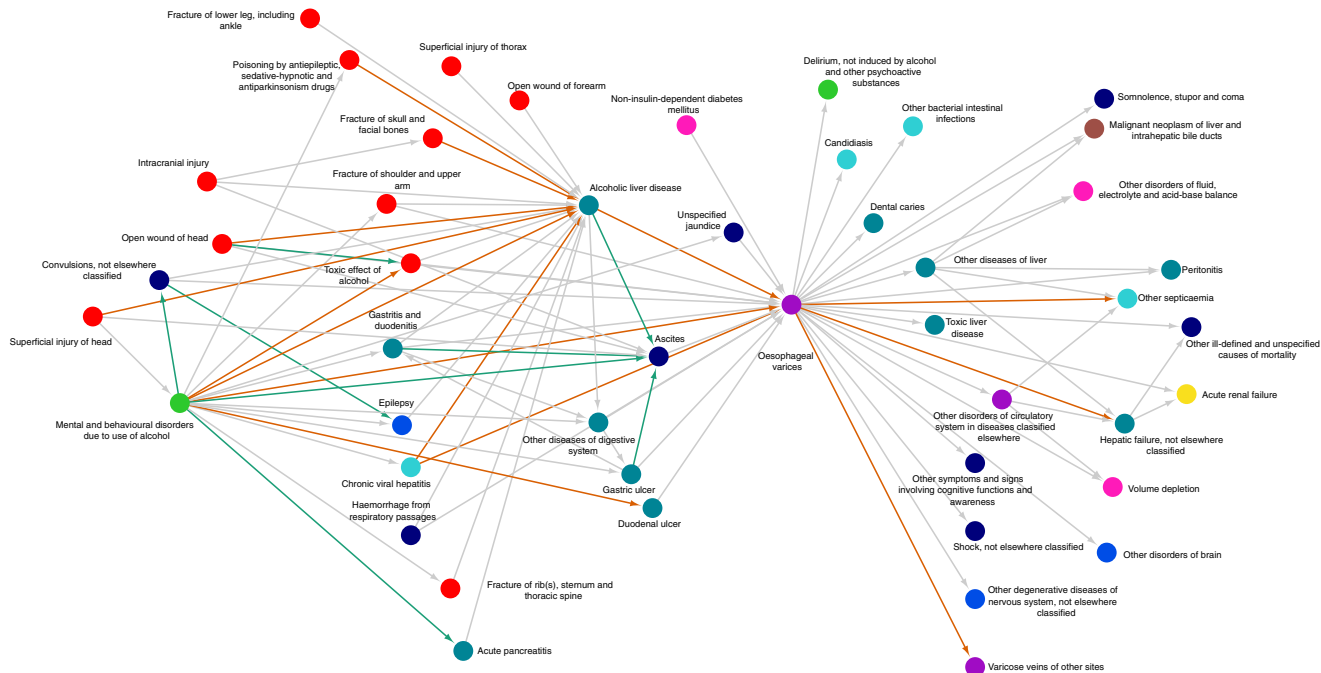 Fracture of lower leg, including
ankle
Superficial injury of thorax
Poisoning by antiepileptic,
sedative-hypnotic and
antiparkinsonism drugs
Open wound of forearm
Non-insulin-dependent diabetes
mellitus
Delirium, not induced by alcohol
and other psychoactive
substances
Other bacterial intestinal
infections
Somnolence, stupor and coma
Malignant neoplasm of liver and
intrahepatic bile ducts
Fracture of skull and
facial bones
Candidiasis
Intracranial injury
Fracture of shoulder and upper
arm
Alcoholic liver disease
Other disorders of fluid,
electrolyte and acid-base balance
Dental caries
Unspecified
jaundice
Open wound of head
Convulsions, not elsewhere
classified
Toxic effect of
alcohol
Other diseases of liver
Peritonitis
Other septicaemia
Superficial injury of head
Gastritis and
duodenitis
Ascites
Oesophageal
varices
Toxic liver
disease
Other ill-defined and unspecified
causes of mortality
Acute renal failure
Mental and behavioural disorders
due to use of alcohol
Epilepsy
Other diseases of digestive
system
Other disorders of circulatory
system in diseases classified
elsewhere
Hepatic failure, not elsewhere
classified
Chronic viral hepatitis
Gastric ulcer
Other symptoms and signs
involving cognitive functions and
awareness
Volume depletion
Haemorrhage from
respiratory passages
Duodenal ulcer
Shock, not elsewhere classified
Other disorders of brain
Fracture of rib(s), sternum and
thoracic spine
Other degenerative diseases of
nervous system, not elsewhere
classified
Acute pancreatitis
Varicose veins of other sites